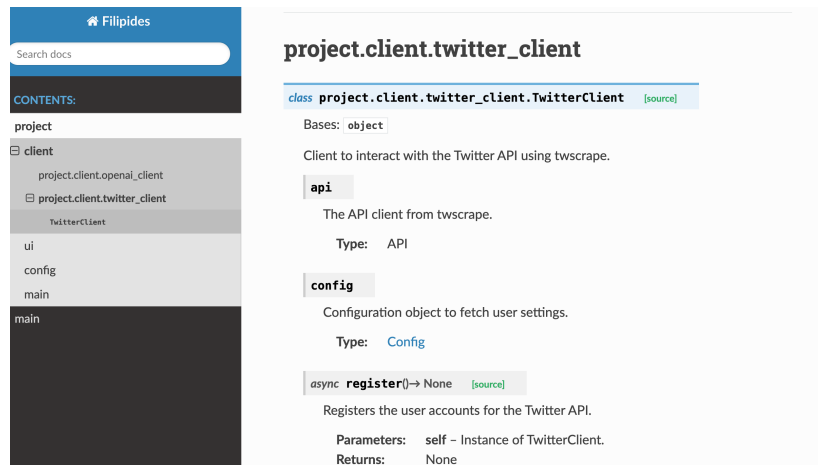 Filipides
Search docs
CONTENTS:
project
client
project.client.openai_client
project.client.twitter_client
TwitterClient
ui
config
main
main
project.client.twitter_client
class project.client.twitter_client.TwitterClient [source]
Bases: object
Client to interact with the Twitter API using twscrape.
api
The API client from twscrape.
Type: API
config
Configuration object to fetch user settings.
Type: Config
async register()→ None [source]
Registers the user accounts for the Twitter API.
Parameters: self – Instance of TwitterClient.
Returns: None